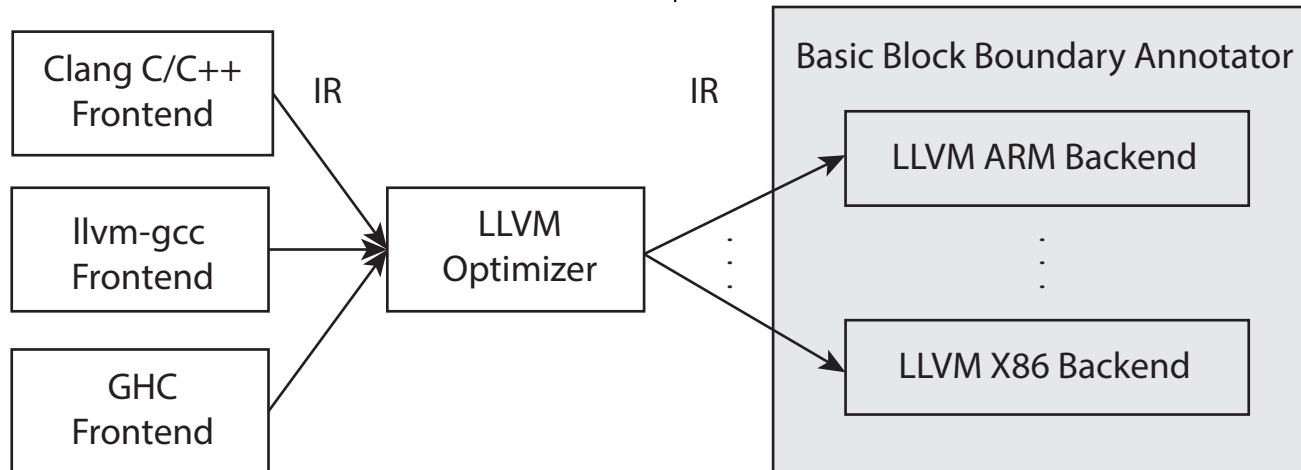 Clang C/C++
Frontend
IR
llvm-gcc
Frontend
GHC
Frontend
LLVM
Optimizer
IR
Basic Block Boundary Annotator
LLVM ARM Backend
LLVM X86 Backend